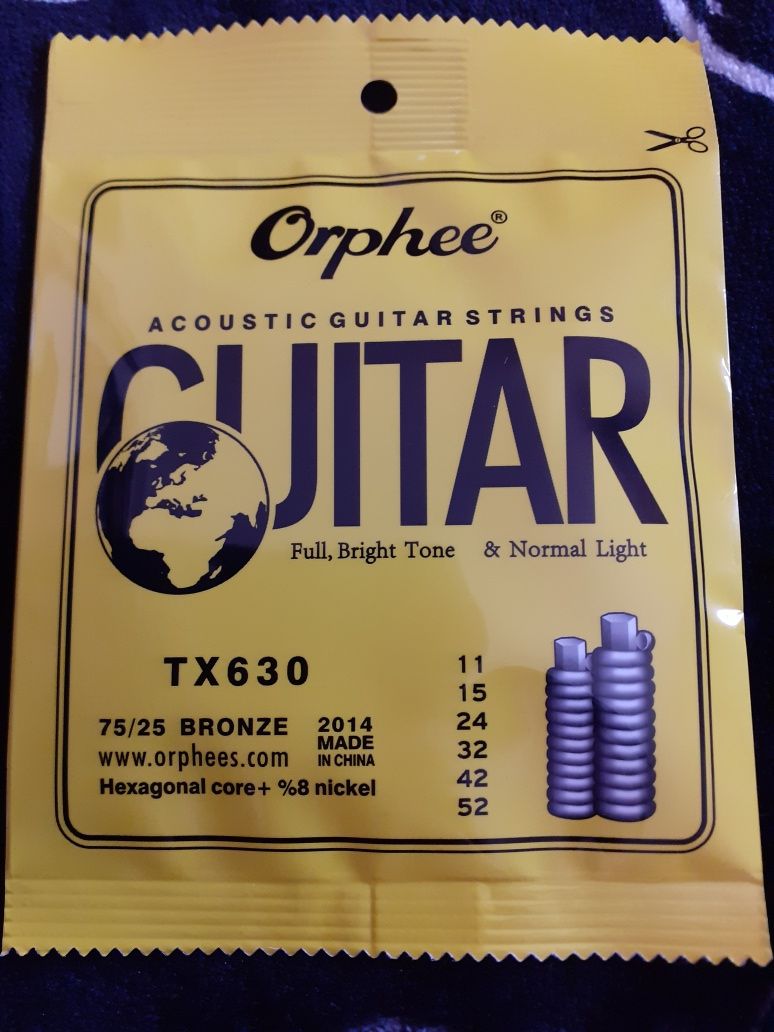 Orphee®
ACOUSTIC GUITAR STRINGS
GUITAR
Full, Bright Tone & Normal Light
TX630
75/25 BRONZE
www.orphees.com
Hexagonal core+ %8 nickel
2014
MADE
IN CHINA
11
15
24
32
42
52